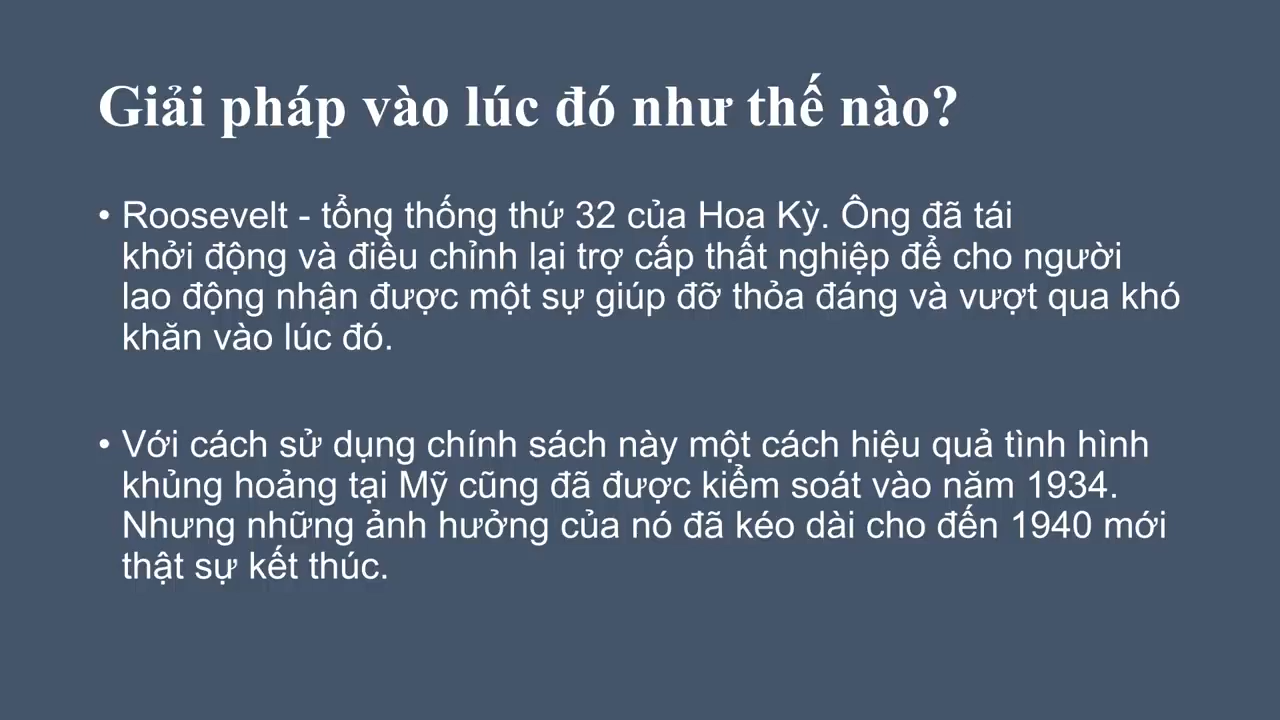 Giải pháp vào lúc đó như thế nào?
• Roosevelt - tổng thống thứ 32 của Hoa Kỳ. Ông đã tái
khởi động và điều chỉnh lại trợ cấp thất nghiệp để cho người
lao động nhận được một sự giúp đỡ thỏa đáng và vượt qua khó
khăn vào lúc đó.
• Với cách sử dụng chính sách này một cách hiệu quả tình hình
khủng hoảng tại Mỹ cũng đã được kiểm soát vào năm 1934.
Nhưng những ảnh hưởng của nó đã kéo dài cho đến 1940 mới
thật sự kết thúc.